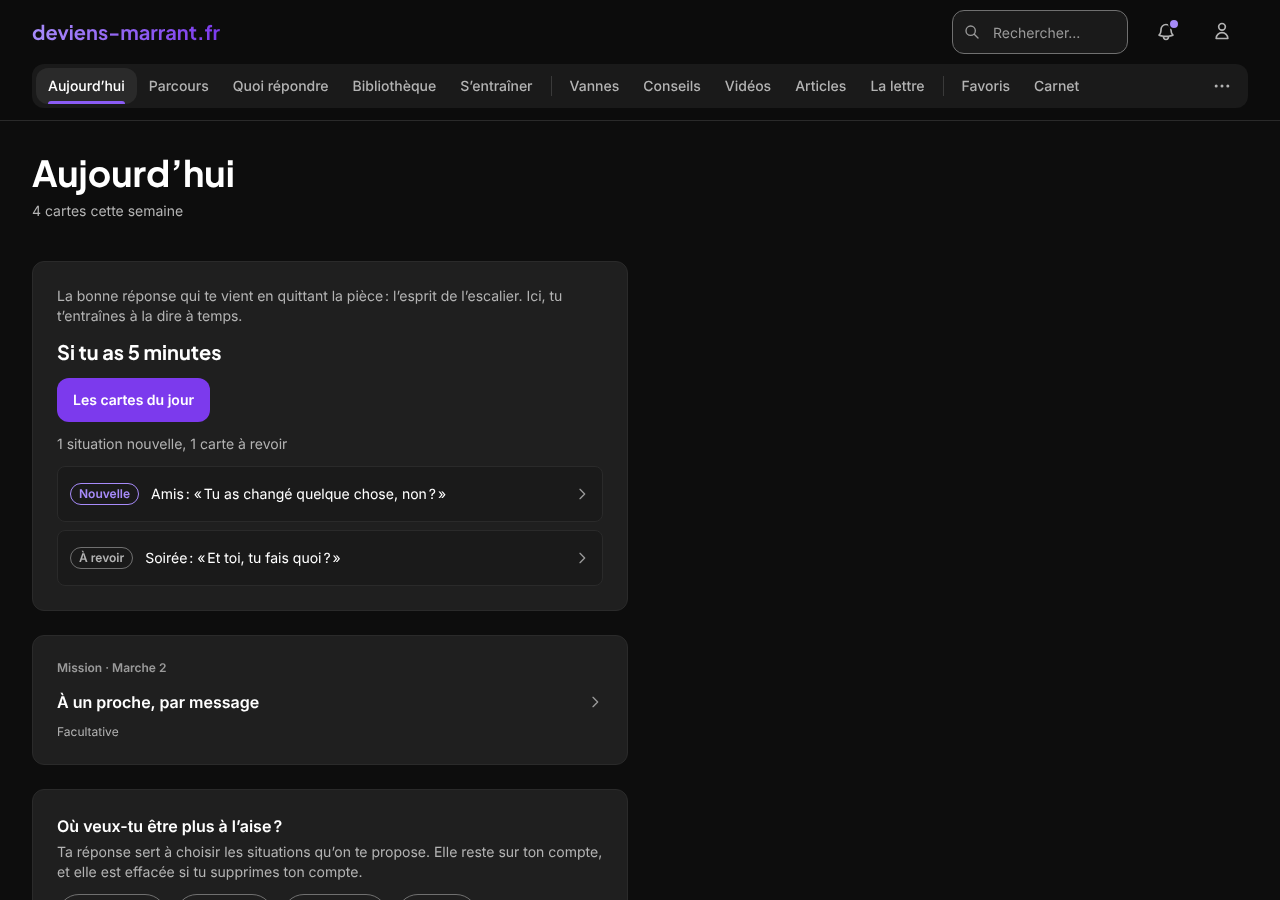 deviens-marrant.fr
Rechercher...
Aujourd’hui
Parcours
Quoi répondre
Bibliothèque
S’entraîner
Vannes
Conseils
Vidéos
Articles
La lettre
Favoris
Carnet
Aujourd’hui
4 cartes cette semaine
La bonne réponse qui te vient en quittant la pièce : l’esprit de l’escalier. Ici, tu
t’entraînes à la dire à temps.
Si tu as 5 minutes
Les cartes du jour
1 situation nouvelle, 1 carte à revoir
Nouvelle
Amis : « Tu as changé quelque chose, non ? »
À revoir
Soirée : « Et toi, tu fais quoi ? »
Mission · Marche 2
À un proche, par message
Facultative
Où veux-tu être plus à l’aise ?
Ta réponse sert à choisir les situations qu’on te propose. Elle reste sur ton compte,
et elle est effacée si tu supprimes ton compte.